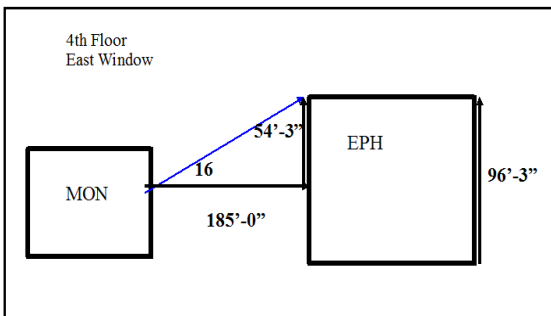 4th Floor
East Window
54’-3”
EPH
16
96’-3”
MON
185’-0”